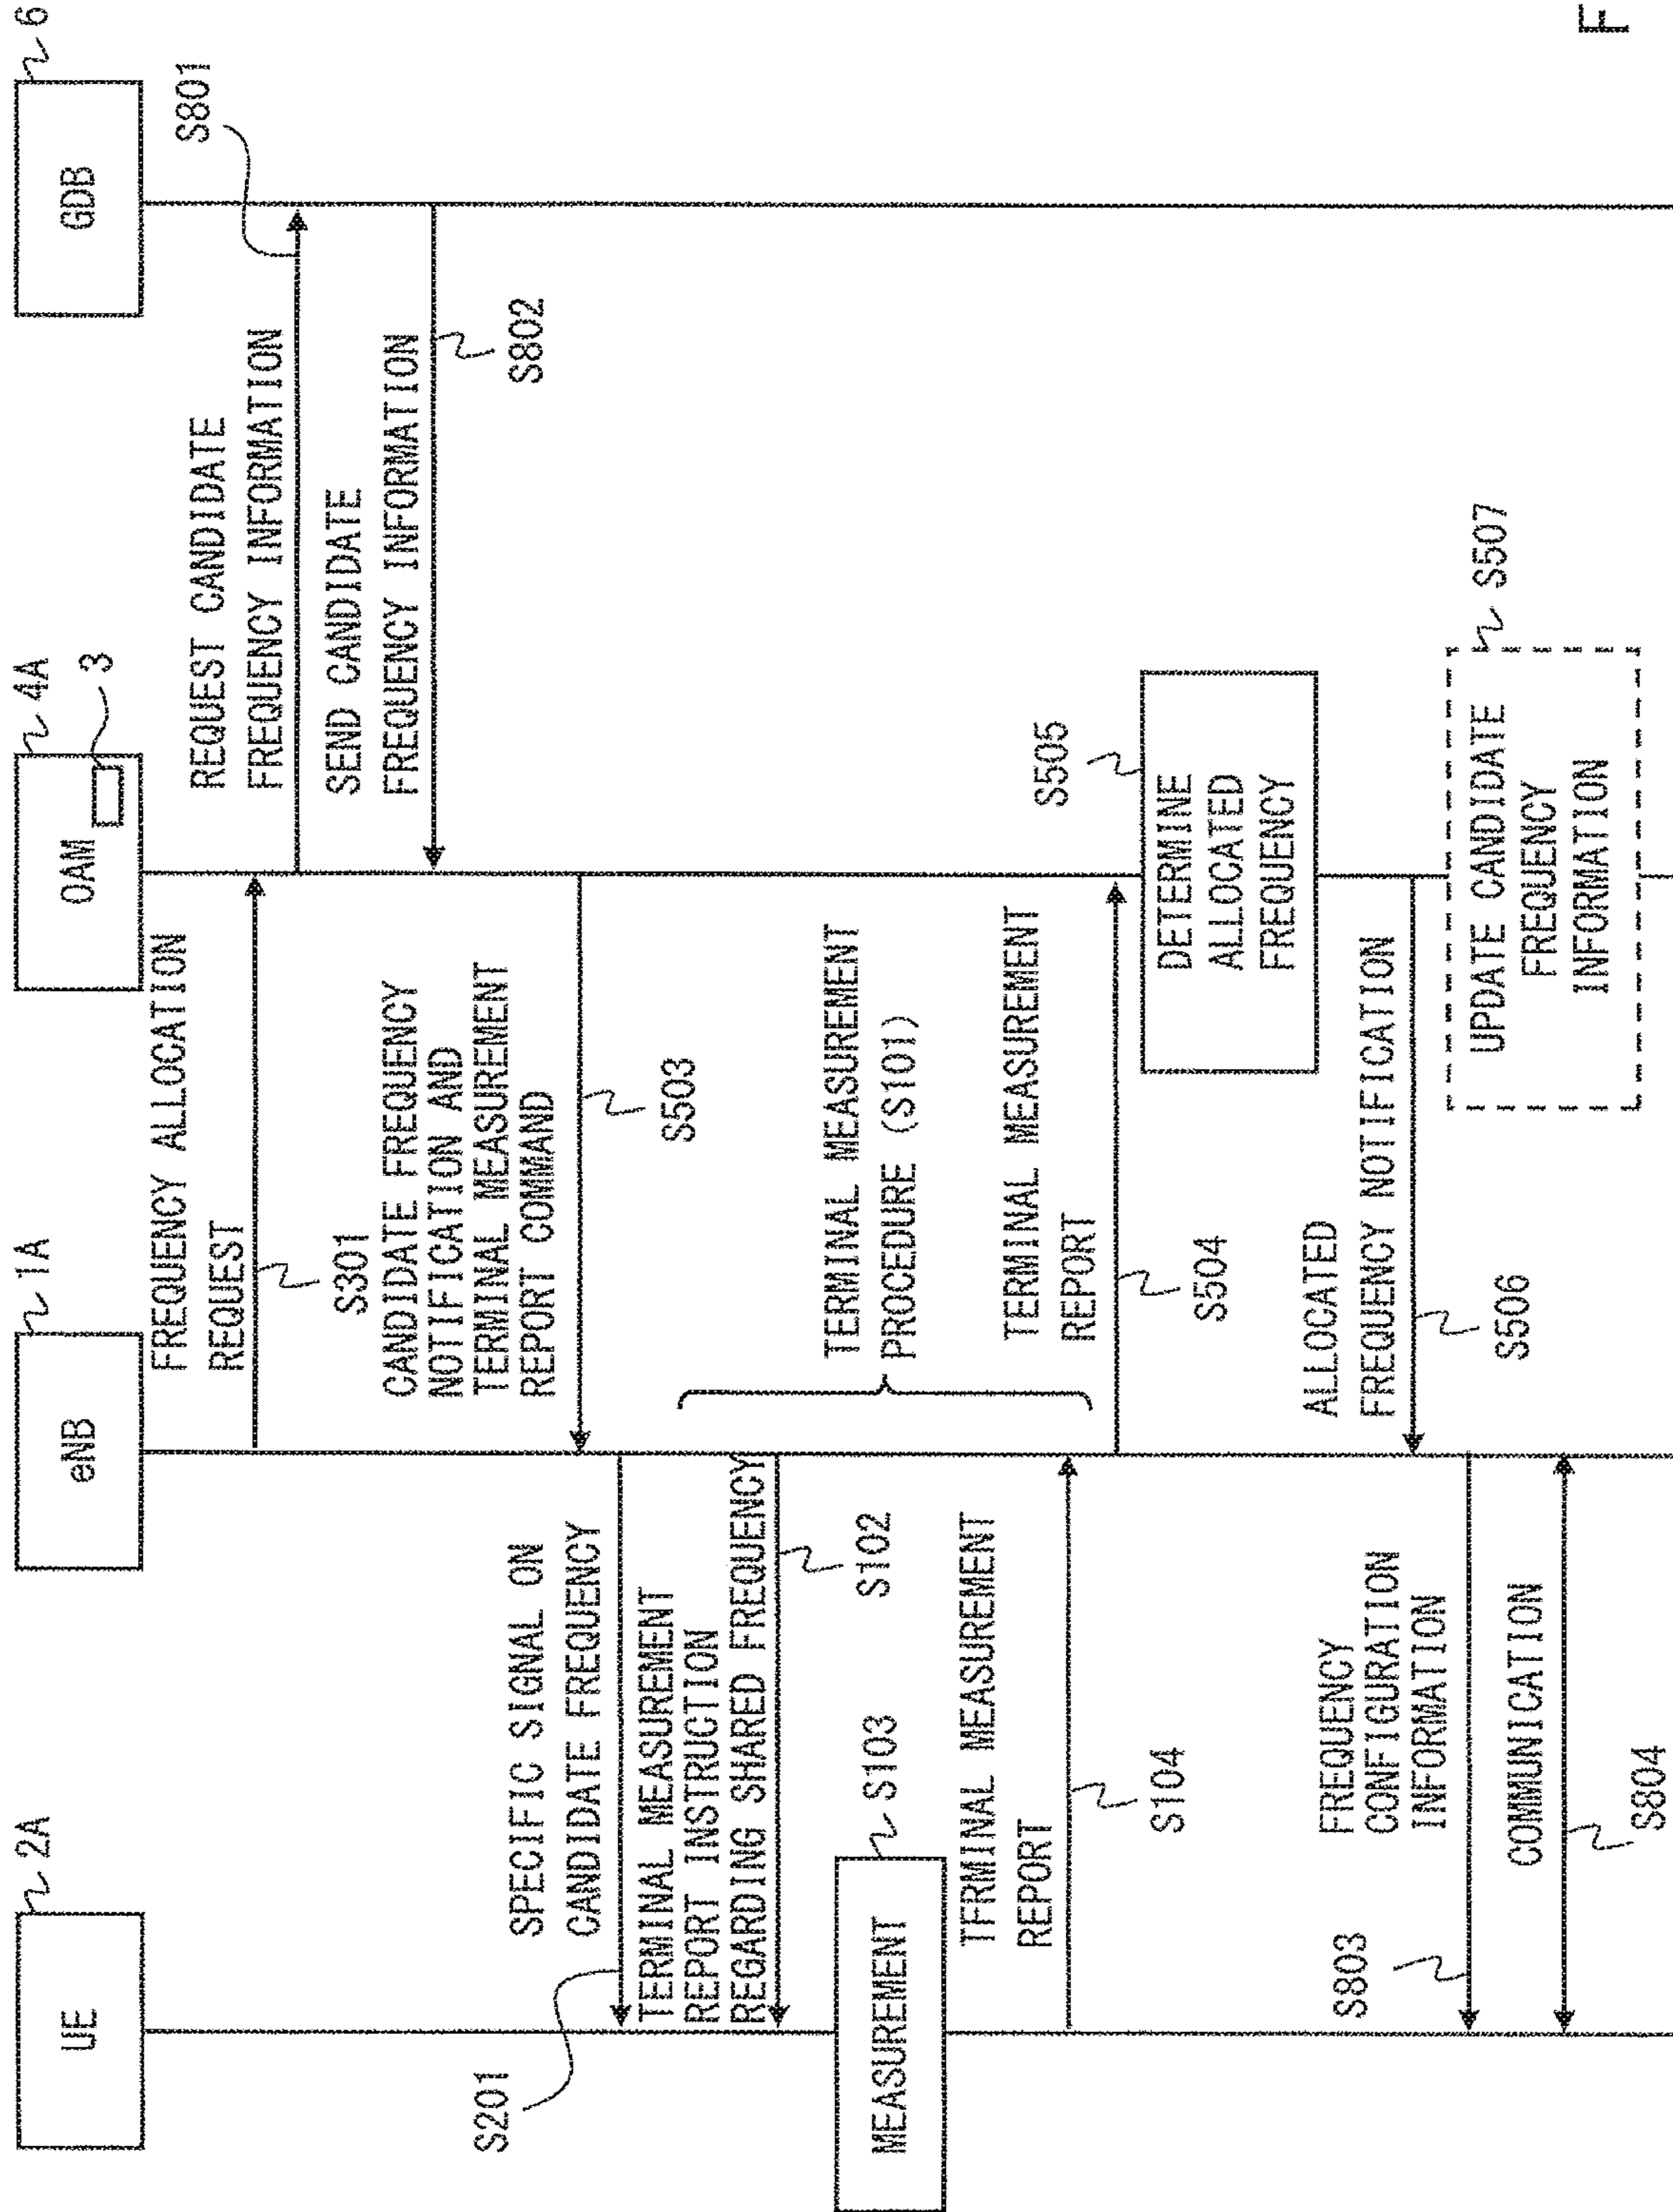 UE
2A
eNB
1A
OAM
4A
3
GDB
6
FREQUENCY ALLOCATION
REQUEST
S301
REQUEST CANDIDATE
FREQUENCY INFORMATION
S801
SEND CANDIDATE
FREQUENCY INFORMATION
S802
CANDIDATE FREQUENCY
NOTIFICATION AND
TERMINAL MEASUREMENT
REPORT COMMAND
S503
SPECIFIC SIGNAL ON
CANDIDATE FREQUENCY
S201
TERMINAL MEASUREMENT
REPORT INSTRUCTION
REGARDING SHARED FREQUENCY
S102
MEASUREMENT
S103
TERMINAL MEASUREMENT
PROCEDURE (S101)
TERMINAL MEASUREMENT
REPORT
S104
TERMINAL MEASUREMENT
REPORT
S504
DETERMINE
ALLOCATED
FREQUENCY
S505
ALLOCATED
FREQUENCY NOTIFICATION
S506
UPDATE CANDIDATE
FREQUENCY
INFORMATION
S507
FREQUENCY
CONFIGURATION
INFORMATION
S803
COMMUNICATION
S804
F